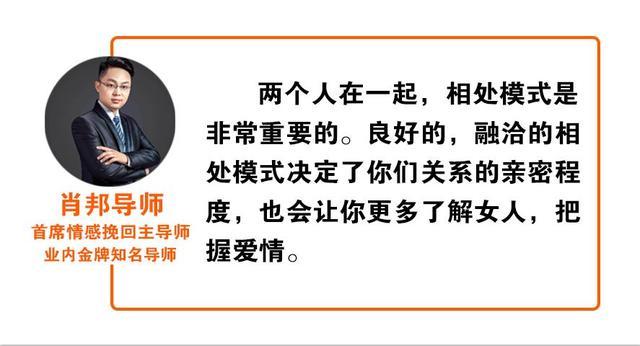 两个人在一起，相处模式是
非常重要的。良好的，融洽的相
处模式决定了你们关系的亲密程
度，也会让你更多了解女人，把
握爱情。
肖邦导师
首席情感挽回主导师
业内金牌知名导师